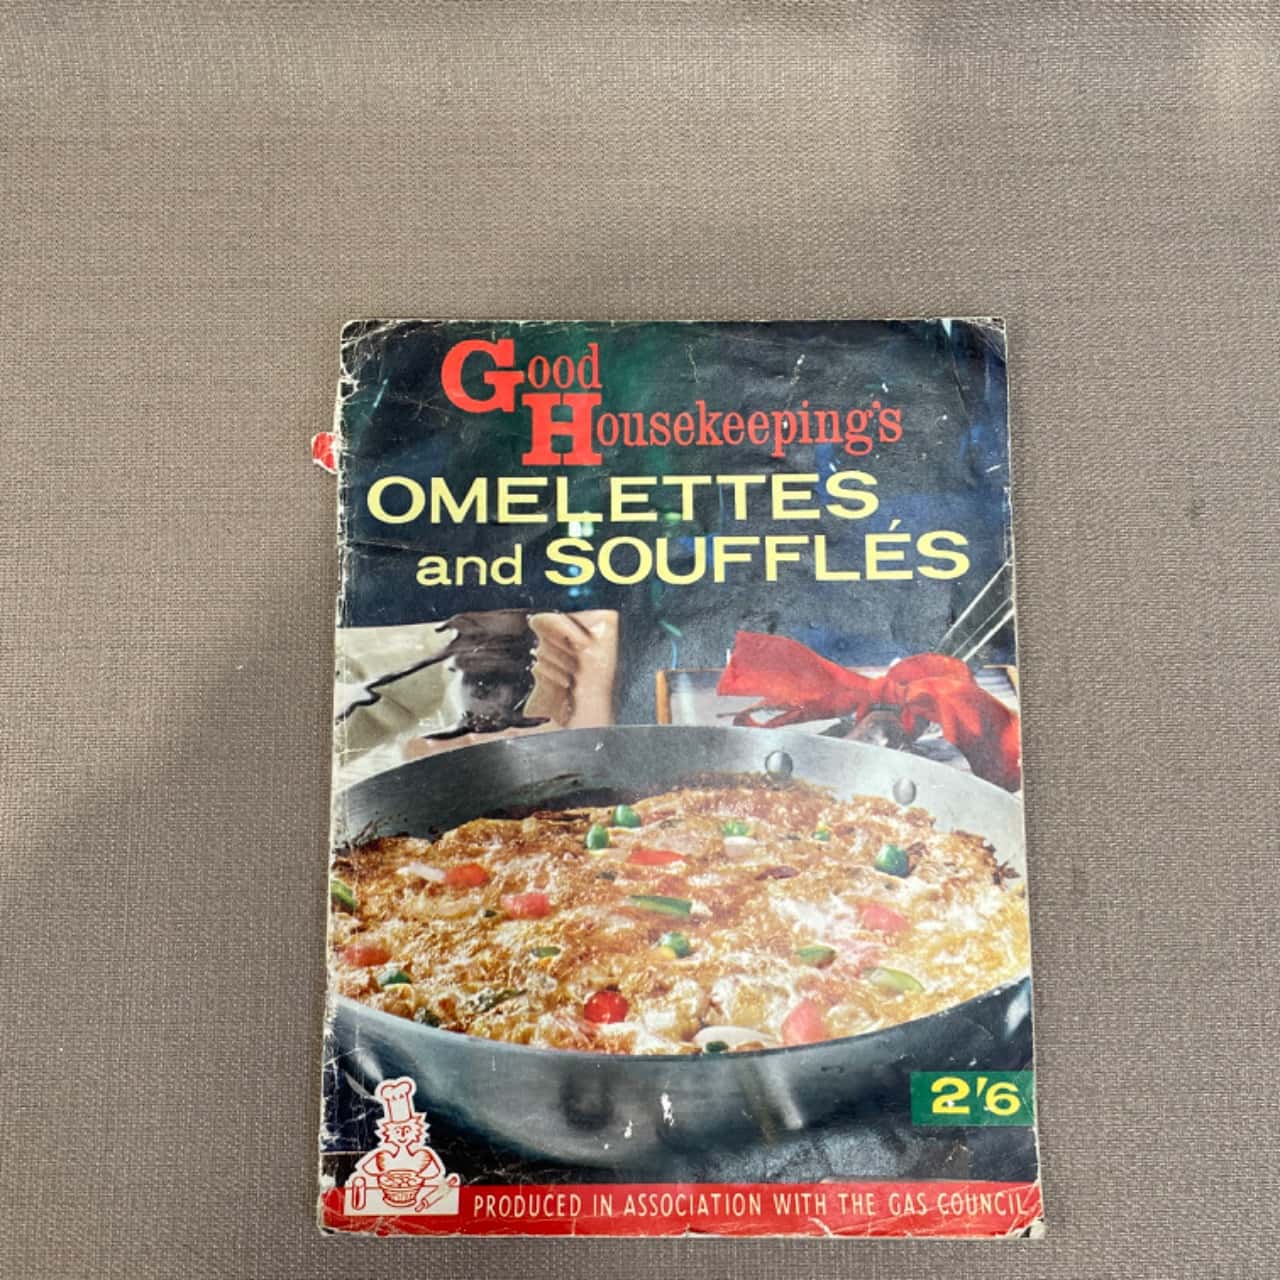 Good
Housekeeping's
OMELETTES
and SOUFFLÉS
2'6
PRODUCED IN ASSOCIATION WITH THE GAS COUNCIL